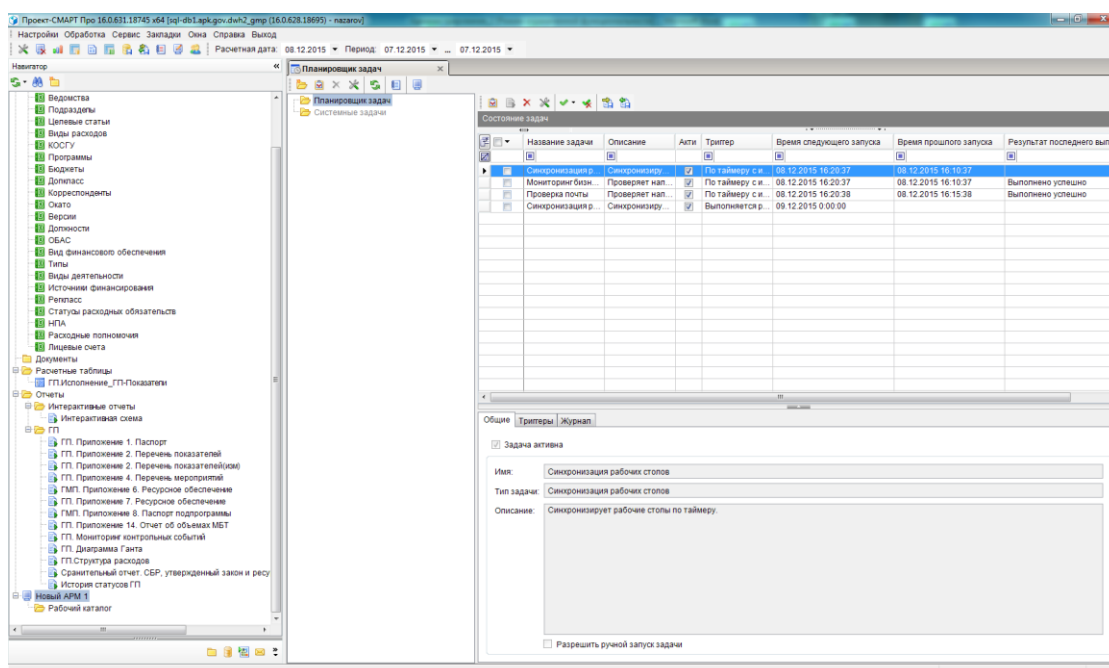 Проект-СМАРТ Про 16.0.631.18745 x64 [sql-db1.apk.gov.dwh2_gmp (16.0.628.18695) - nazarov]
Настройки Обработка Сервис Закладки Окна Справка Выход
Расчетная дата: 08.12.2015 Период: 07.12.2015 ... 07.12.2015
Навигатор
Ведомства
Подразделы
Целевые статьи
Виды расходов
КОСГУ
Программы
Бюджеты
Допкласс
Корреспонденты
Окато
Версии
Должности
ОБАС
Вид финансового обеспечения
Типы
Виды деятельности
Источники финансирования
Регкласс
Статусы расходных обязательств
НПА
Расходные полномочия
Лицевые счета
Документы
Расчетные таблицы
ГП.Исполнение_ГП-Показатели
Отчеты
Интерактивные отчеты
Интерактивная схема
ГП
ГП. Приложение 1. Паспорт
ГП. Приложение 2. Перечень показателей
ГП. Приложение 2. Перечень показателей(изм)
ГП. Приложение 4. Перечень мероприятий
ГМП. Приложение 6. Ресурсное обеспечение
ГП. Приложение 7. Ресурсное обеспечение
ГМП. Приложение 8. Паспорт подпрограммы
ГП. Приложение 14. Отчет об объемах МБТ
ГП. Мониторинг контрольных событий
ГП. Диаграмма Ганта
ГП.Структура расходов
Сравнительный отчет. СБР, утвержденный закон и ресу
История статусов ГП
Новый АРМ 1
Рабочий каталог
Планировщик задач
Планировщик задач
Системные задачи
Состояние задач
Название задачи Описание Акти Триггер Время следующего запуска Время прошлого запуска Результат последнего вып
Синхронизация р... Синхронизиру... По таймеру с и... 08.12.2015 16:20:37 08.12.2015 16:10:37
Мониторинг бизн... Проверяет нал... По таймеру с и... 08.12.2015 16:20:37 08.12.2015 16:10:37 Выполнено успешно
Проверка почты Проверяет нал... По таймеру с и... 08.12.2015 16:20:38 08.12.2015 16:15:38 Выполнено успешно
Синхронизация р... Синхронизиру... Выполняется р... 09.12.2015 0:00:00
Общие Триггеры Журнал
Задача активна
Имя: Синхронизация рабочих столов
Тип задачи: Синхронизация рабочих столов
Описание: Синхронизирует рабочие столы по таймеру.
Разрешить ручной запуск задачи